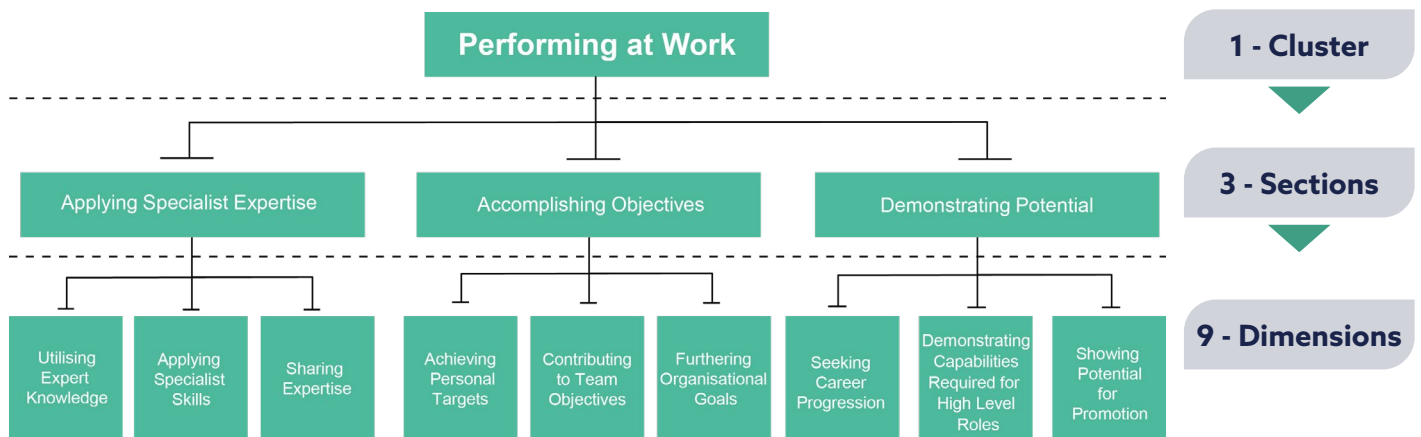 Performing at Work
1 - Cluster
Applying Specialist Expertise
Accomplishing Objectives
Demonstrating Potential
3 - Sections
Utilising
Expert
Knowledge
Applying
Specialist
Skills
Sharing
Expertise
Achieving
Personal
Targets
Contributing
to Team
Objectives
Furthering
Organisational
Goals
Seeking
Career
Progression
Demonstrating
Capabilities
Required for
High Level
Roles
Showing
Potential
for
Promotion
9 - Dimensions